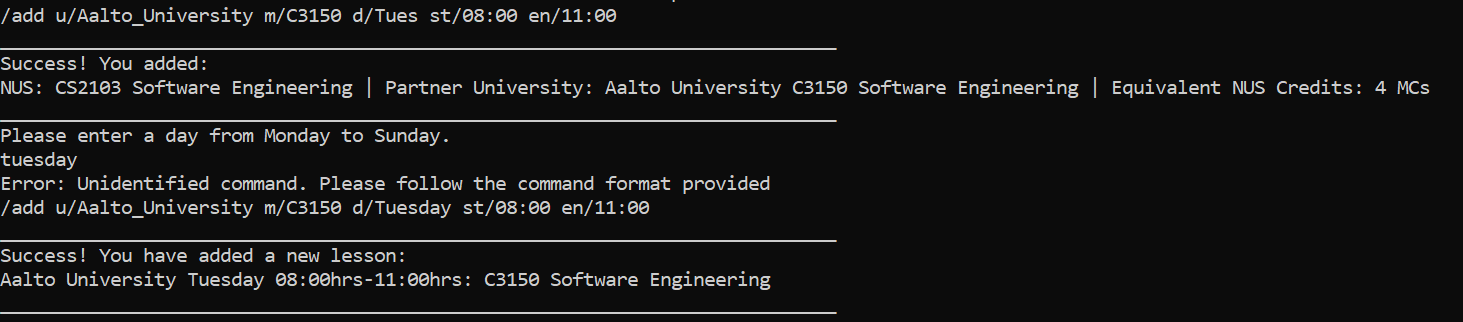 /add u/Aalto_University m/C3150 d/Tues st/08:00 en/11:00
Success! You added:
NUS: CS2103 Software Engineering | Partner University: Aalto University C3150 Software Engineering | Equivalent NUS Credits: 4 MCs
Please enter a day from Monday to Sunday.
tuesday
Error: Unidentified command. Please follow the command format provided
/add u/Aalto_University m/C3150 d/Tuesday st/08:00 en/11:00
Success! You have added a new lesson:
Aalto University Tuesday 08:00hrs-11:00hrs: C3150 Software Engineering